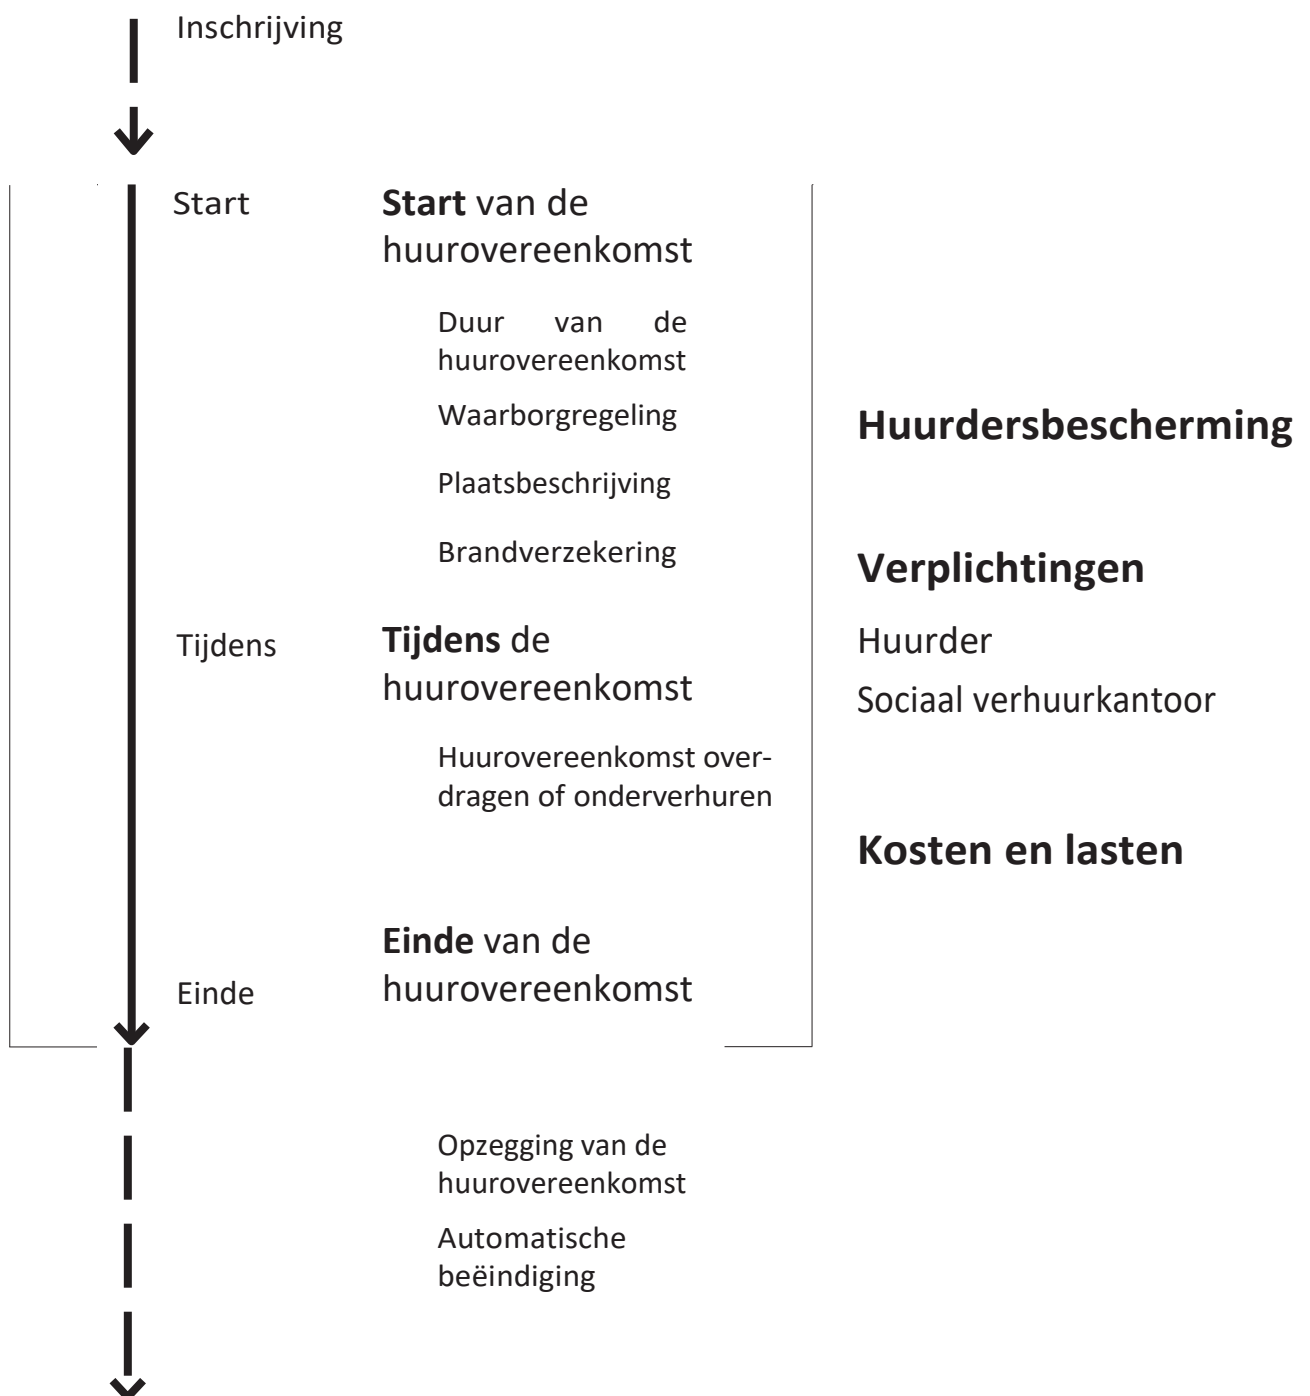 Inschrijving
Start
Start van de
huurovereenkomst
Duur van de
huurovereenkomst
Waarborgregeling
Plaatsbeschrijving
Brandverzekering
Tijdens
Tijdens de
huurovereenkomst
Huurovereenkomst over-
dragen of onderverhuren
Einde
Einde van de
huurovereenkomst
Opzegging van de
huurovereenkomst
Automatische
beëindiging
Huurdersbescherming
Verplichtingen
Huurder
Sociaal verhuurkantoor
Kosten en lasten